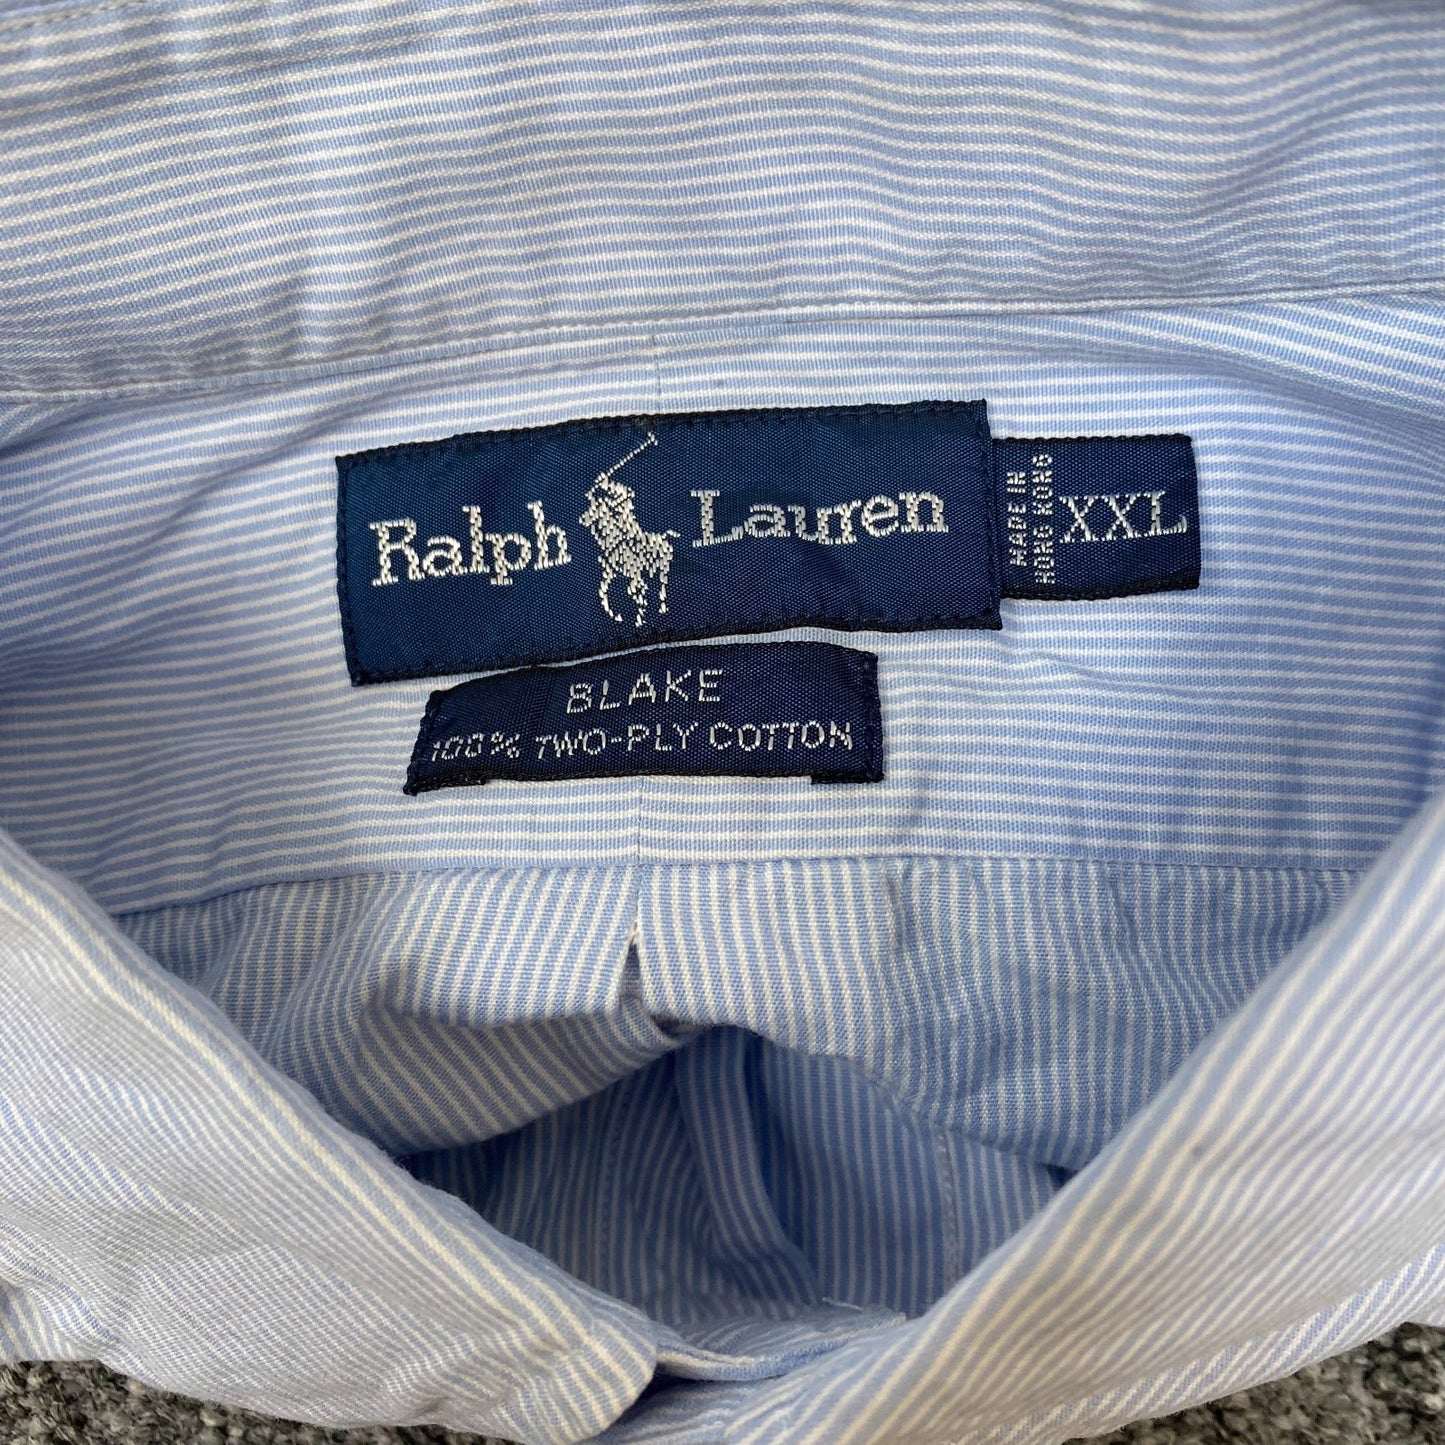 Ralph Lauren
MADE IN
HONG KONG
XXL
BLAKE
100% TWO-PLY COTTON